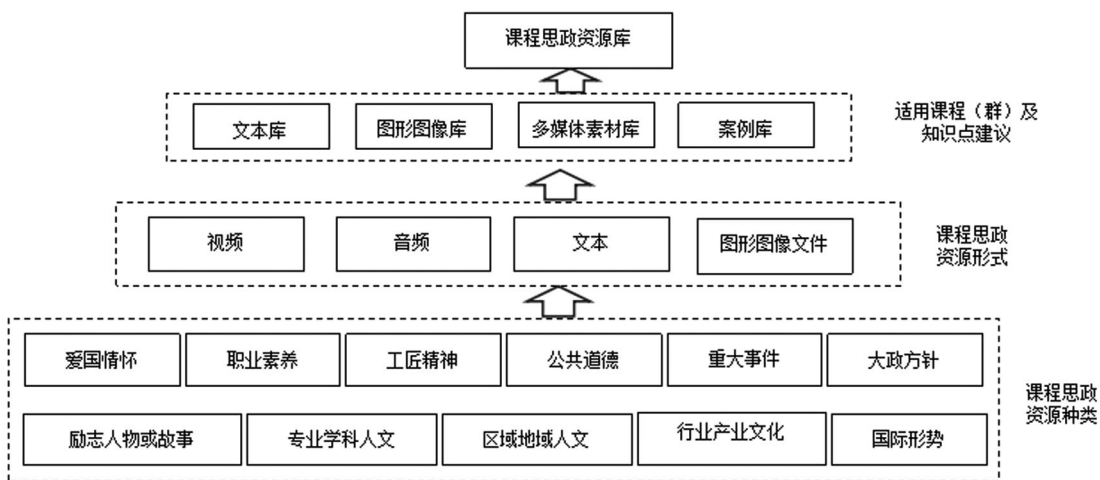 课程思政资源库
文本库
图形图像库
多媒体素材库
案例库
适用课程（群）及
知识点建议
视频
音频
文本
图形图像文件
课程思政
资源形式
爱国情怀
职业素养
工匠精神
公共道德
重大事件
大政方针
励志人物或故事
专业学科人文
区域地域人文
行业产业文化
国际形势
课程思政
资源种类